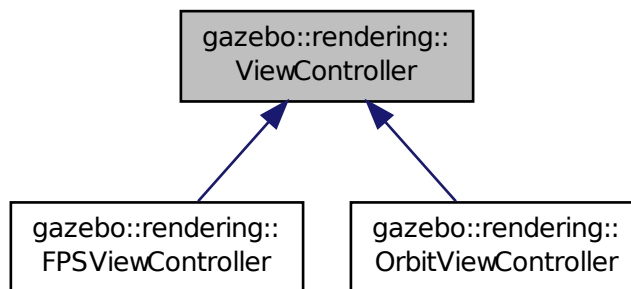 gazebo::rendering::
ViewController
gazebo::rendering::
FPSViewController
gazebo::rendering::
OrbitViewController